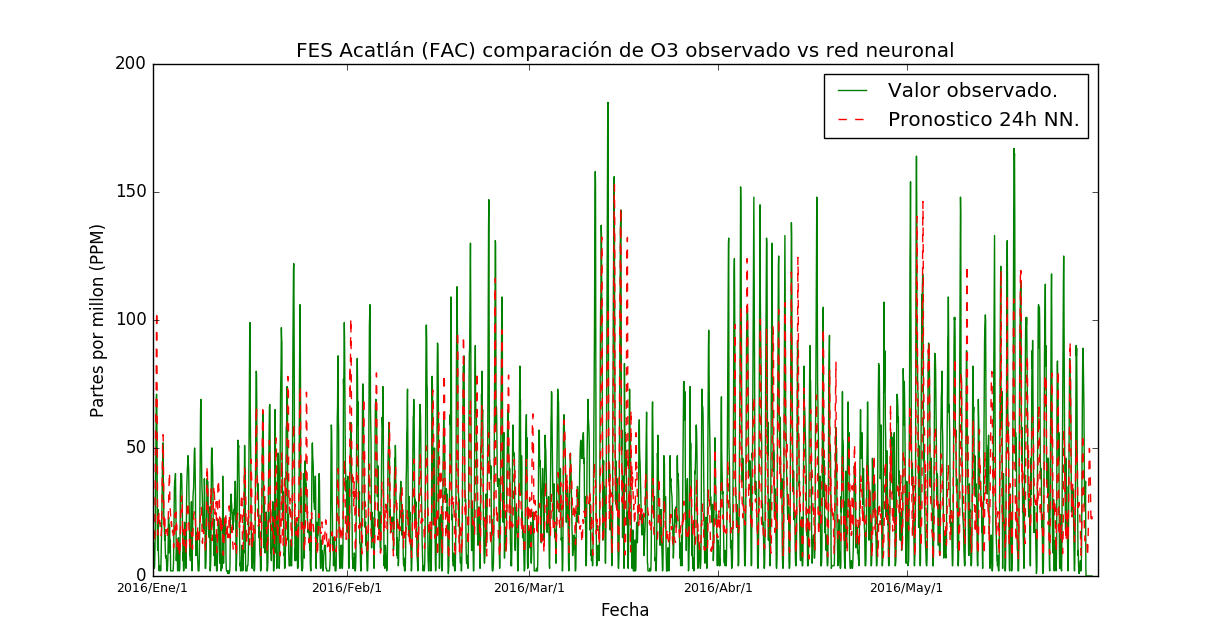 FES Acatlán (FAC) comparación de O3 observado vs red neuronal
200
150
100
50
0
Partes por millon (PPM)
Valor observado.
Pronostico 24h NN.
2016/Ene/1
2016/Feb/1
2016/Mar/1
2016/Abr/1
2016/May/1
Fecha